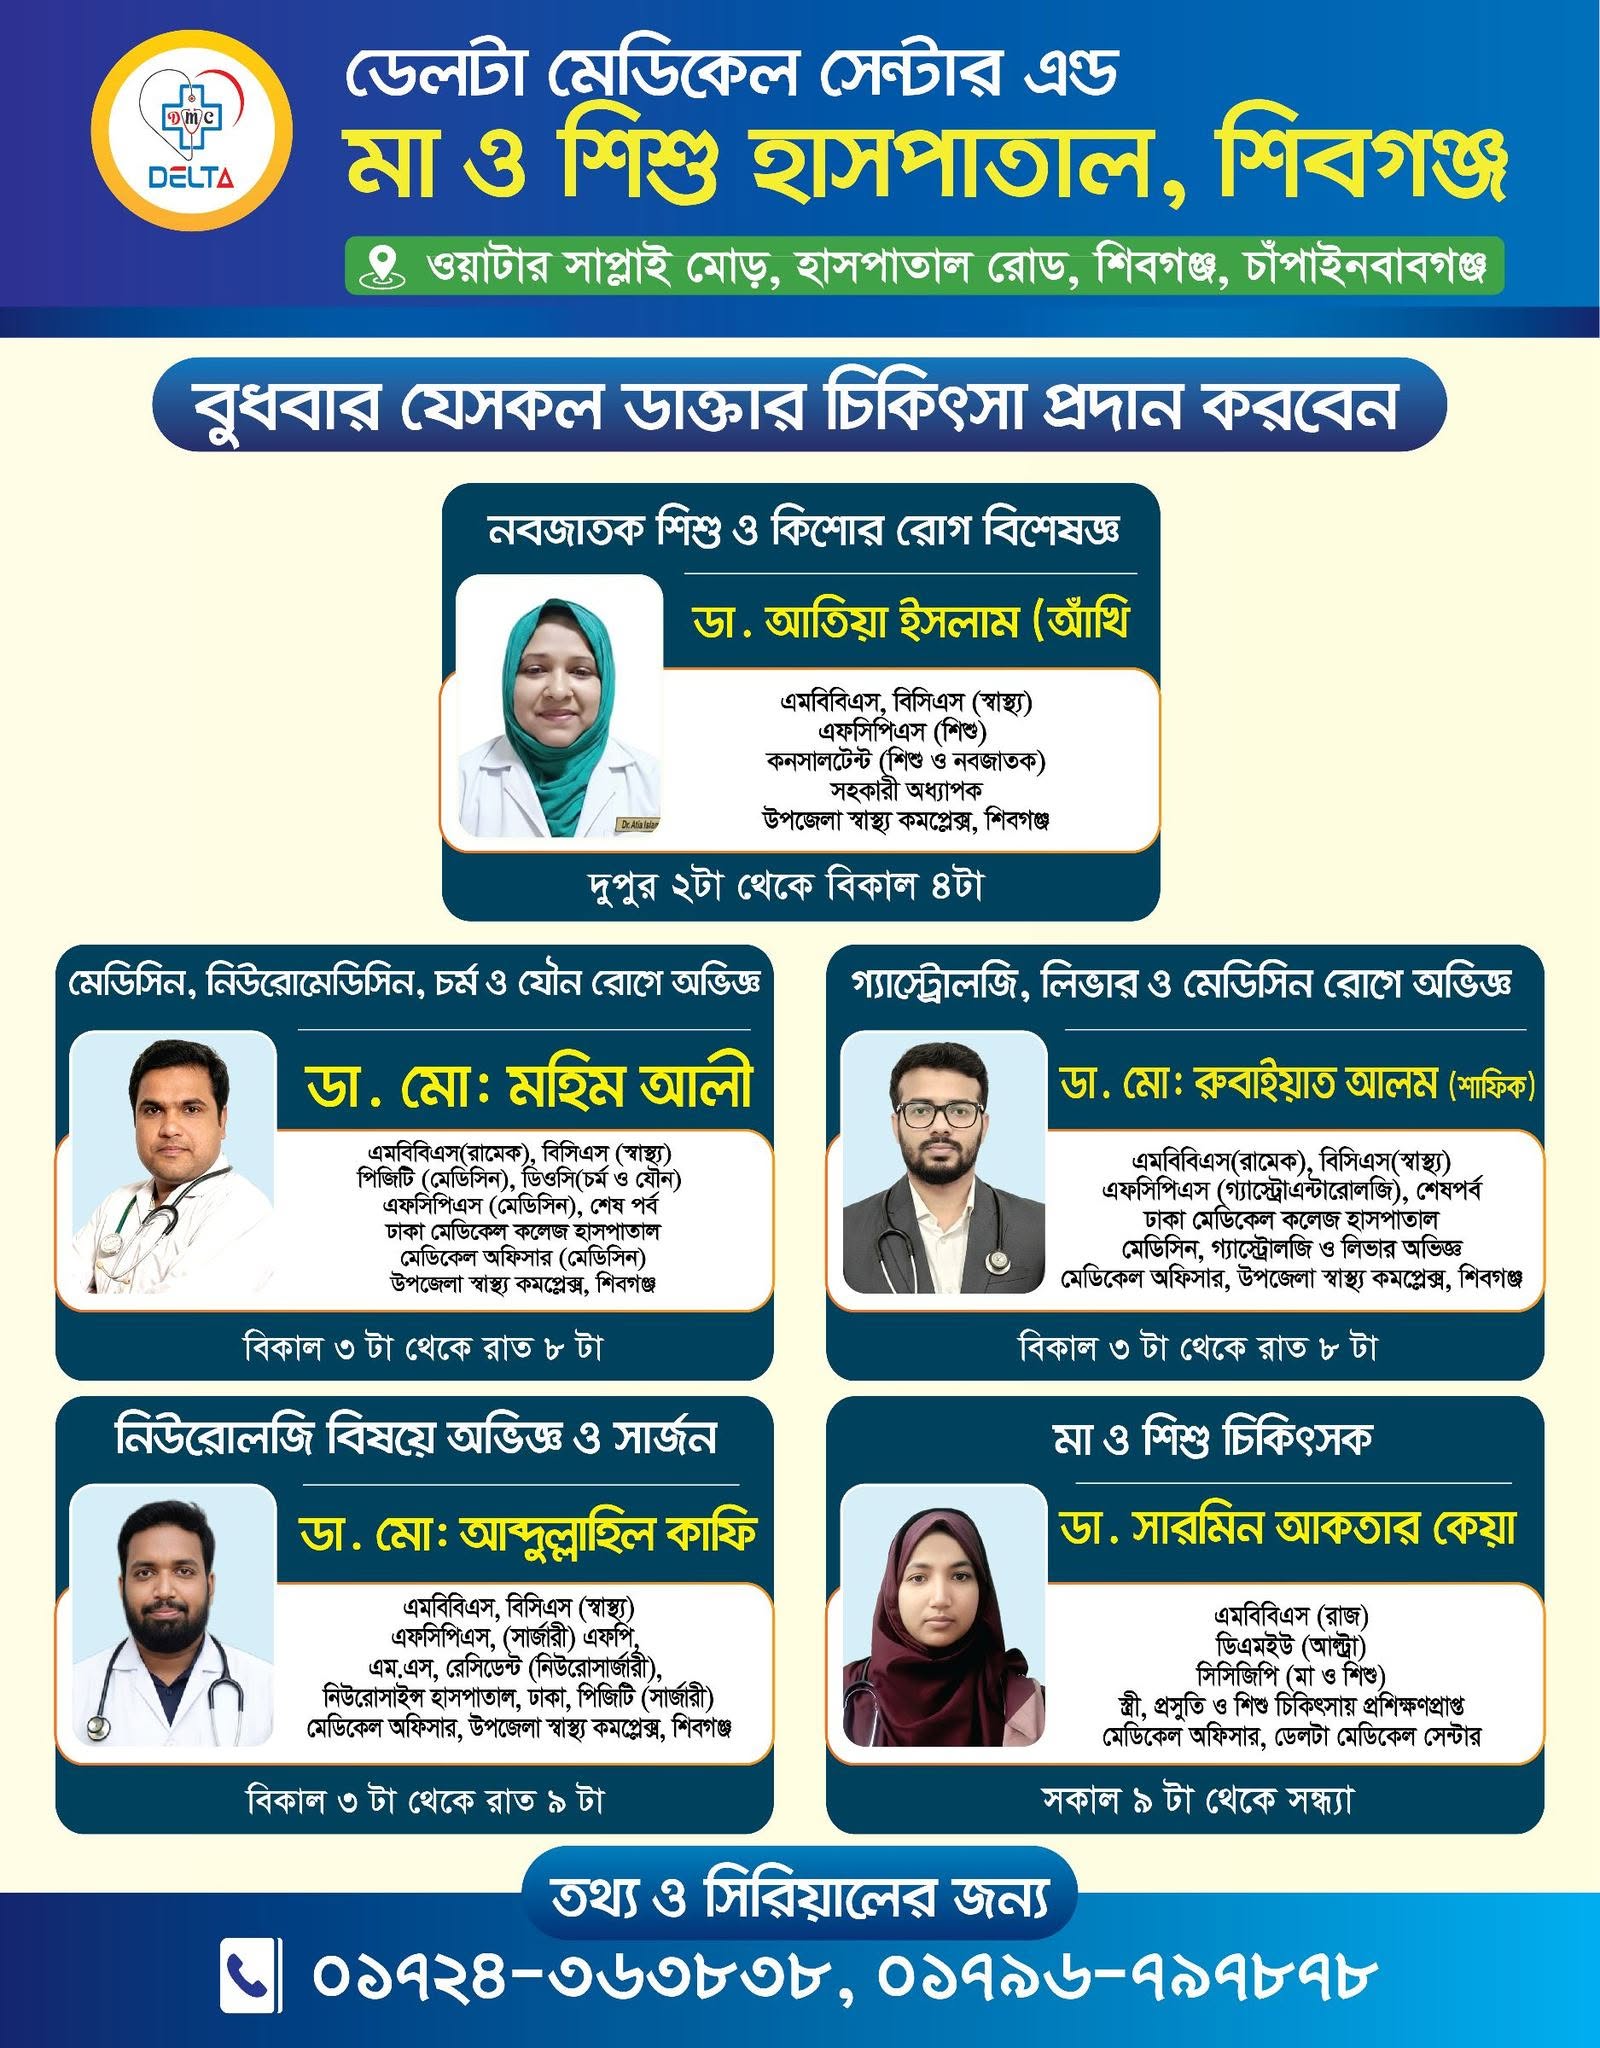 DMC
DELTA
ডেলটা মেডিকেল সেন্টার এন্ড
মা ও শিশু হাসপাতাল, শিবগঞ্জ
ওয়াটার সাপ্লাই মোড়, হাসপাতাল রোড, শিবগঞ্জ, চাঁপাইনবাবগঞ্জ
বুধবার যেসকল ডাক্তার চিকিৎসা প্রদান করবেন
নবজাতক শিশু ও কিশোর রোগ বিশেষজ্ঞ
ডা. আতিয়া ইসলাম (আঁখি
এমবিবিএস, বিসিএস (স্বাস্থ্য)
এফসিপিএস (শিশু)
কনসালটেন্ট (শিশু ও নবজাতক)
সহকারী অধ্যাপক
উপজেলা স্বাস্থ্য কমপ্লেক্স, শিবগঞ্জ
Dr. Atia Islam
দুপুর ২টা থেকে বিকাল ৪টা
মেডিসিন, নিউরোমেডিসিন, চর্ম ও যৌন রোগে অভিজ্ঞ
ডা. মো: মহিম আলী
এমবিবিএস(রামেক), বিসিএস (স্বাস্থ্য)
পিজিটি (মেডিসিন), ডিওসি(চর্ম ও যৌন)
এফসিপিএস (মেডিসিন), শেষ পর্ব
ঢাকা মেডিকেল কলেজ হাসপাতাল
মেডিকেল অফিসার (মেডিসিন)
উপজেলা স্বাস্থ্য কমপ্লেক্স, শিবগঞ্জ
বিকাল ৩ টা থেকে রাত ৮ টা
গ্যাস্ট্রোলজি, লিভার ও মেডিসিন রোগে অভিজ্ঞ
ডা. মো: রুবাইয়াত আলম (শাফিক)
এমবিবিএস(রামেক), বিসিএস(স্বাস্থ্য)
এফসিপিএস (গ্যাস্ট্রোএন্টারোলজি), শেষপর্ব
ঢাকা মেডিকেল কলেজ হাসপাতাল
মেডিসিন, গ্যাস্ট্রোলজি ও লিভার অভিজ্ঞ
মেডিকেল অফিসার, উপজেলা স্বাস্থ্য কমপ্লেক্স, শিবগঞ্জ
বিকাল ৩ টা থেকে রাত ৮ টা
নিউরোলজি বিষয়ে অভিজ্ঞ ও সার্জন
ডা. মো: আব্দুল্লাহিল কাফি
এমবিবিএস, বিসিএস (স্বাস্থ্য)
এফসিপিএস, (সার্জারী) এফপি,
এম.এস, রেসিডেন্ট (নিউরোসার্জারী),
নিউরোসাইন্স হাসপাতাল, ঢাকা, পিজিটি (সার্জারী)
মেডিকেল অফিসার, উপজেলা স্বাস্থ্য কমপ্লেক্স, শিবগঞ্জ
বিকাল ৩ টা থেকে রাত ৯ টা
মা ও শিশু চিকিৎসক
ডা. সারমিন আকতার কেয়া
এমবিবিএস (রাজ)
ডিএমইউ (আল্ট্রা)
সিসিজিপি (মা ও শিশু)
স্ত্রী, প্রসুতি ও শিশু চিকিৎসায় প্রশিক্ষণপ্রাপ্ত
মেডিকেল অফিসার, ডেলটা মেডিকেল সেন্টার
সকাল ৯ টা থেকে সন্ধ্যা
তথ্য ও সিরিয়ালের জন্য
০১৭২৪-৩৬৩৮৩৮, ০১৭৯৬-৭৯৭৮৭৮